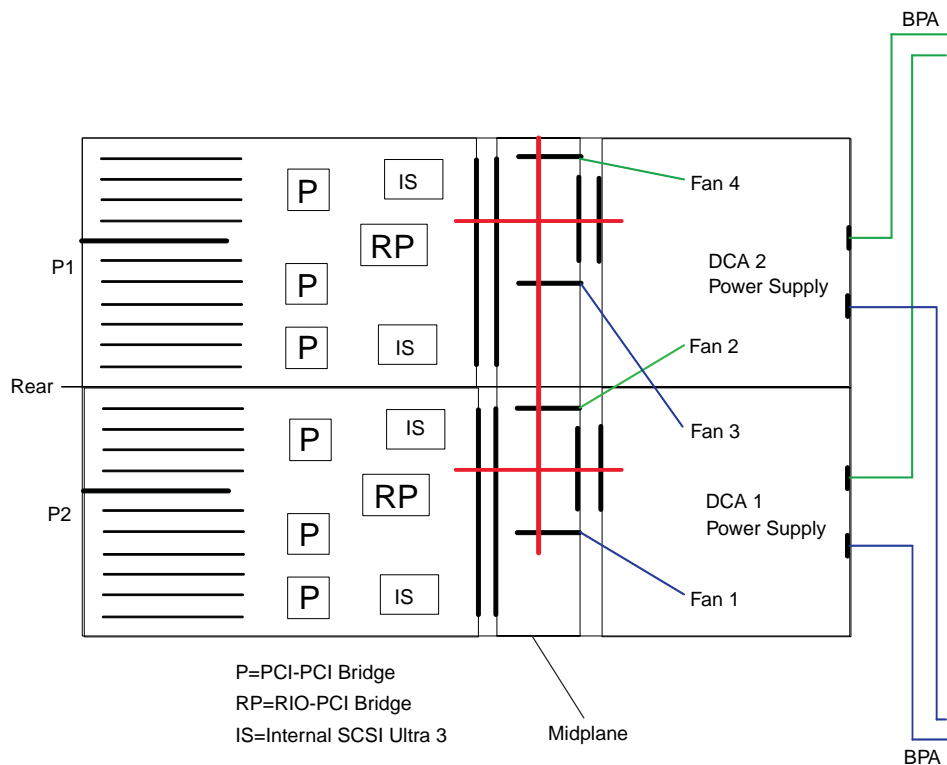 BPA
Fan 4
P
IS
RP
P1
DCA 2
Power Supply
P
P
IS
Fan 2
Rear
Fan 3
P
IS
RP
P2
DCA 1
Power Supply
P
P
IS
Fan 1
P=PCI-PCI Bridge
RP=RIO-PCI Bridge
IS=Internal SCSI Ultra 3
Midplane
BPA